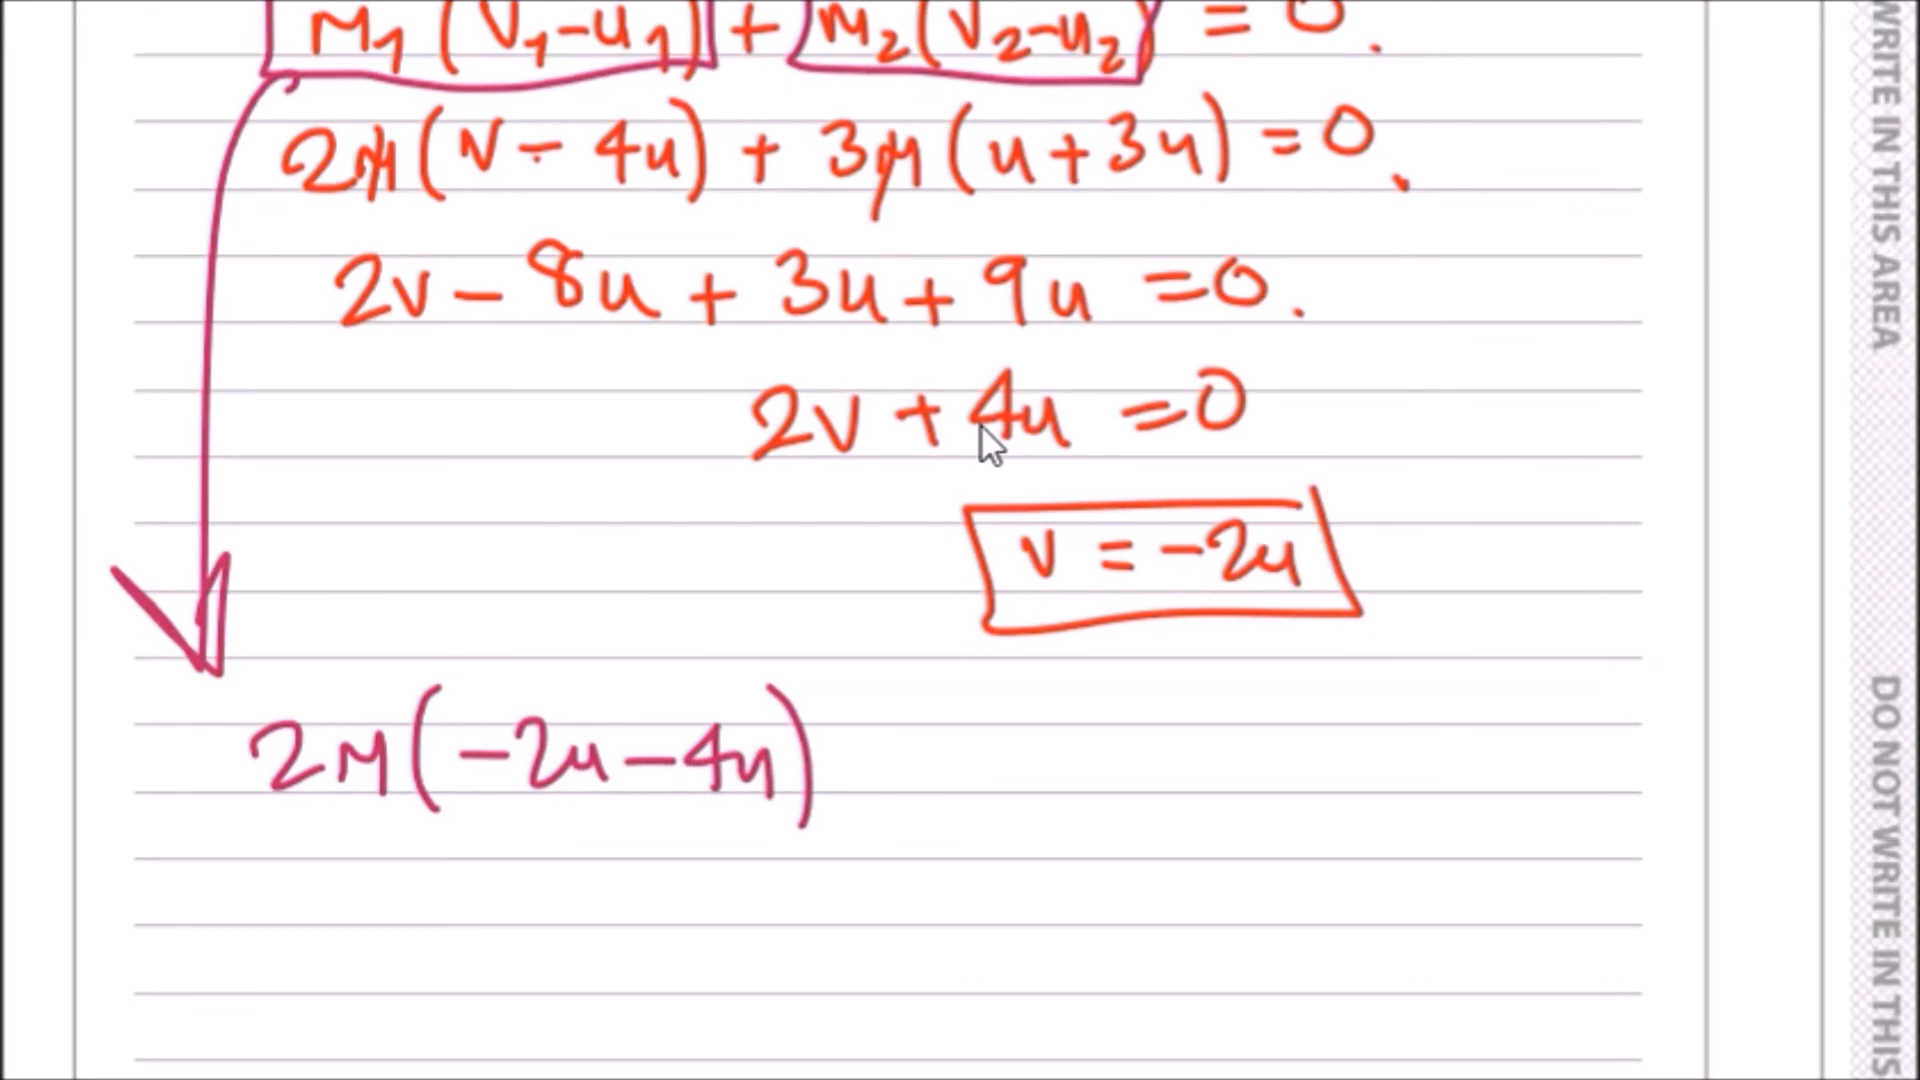 M₁(V₁-u₁) + m₂(V₂-u₂) = 0.
2M(V - 4u) + 3M(u + 3u) = 0.
2v - 8u + 3u + 9u = 0.
2v + 4u = 0
v = -2u
2M(-2u - 4u)
WRITE IN THIS AREA
DO NOT WRITE IN THIS